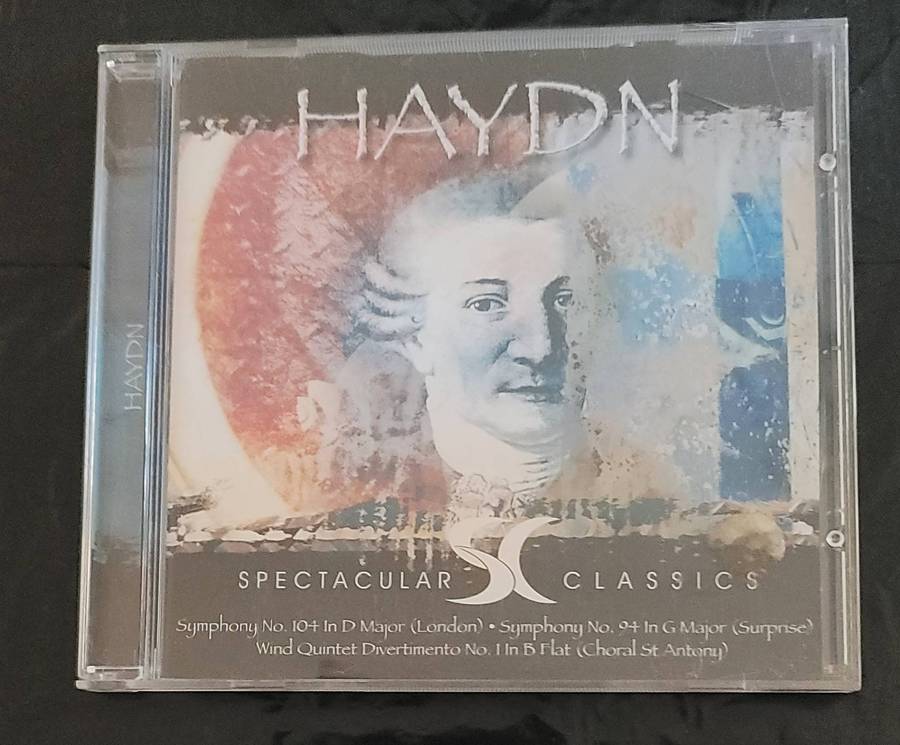 HAYDN
HAYDN
SPECTACULAR SC CLASSICS
Symphony No. 104 In D Major (London) • Symphony No. 94 In G Major (Surprise)
Wind Quintet Divertimento No. 1 In B Flat (Choral St Antony)